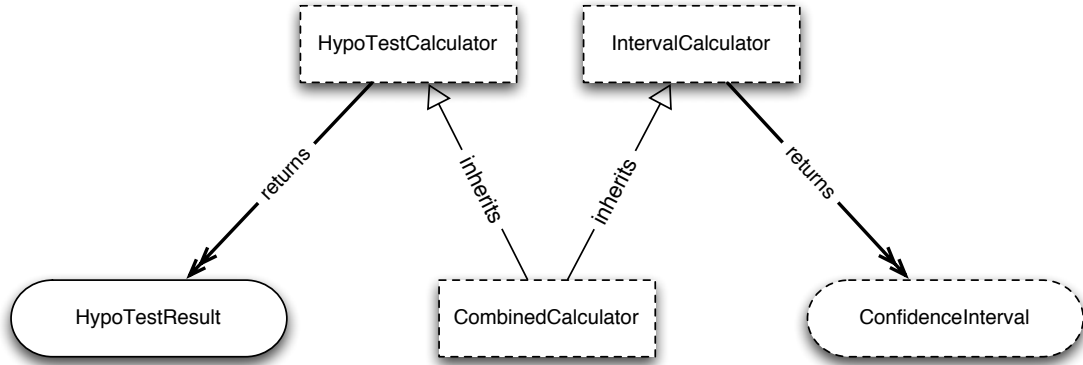 HypoTestCalculator
IntervalCalculator
returns
inherits
inherits
returns
HypoTestResult
CombinedCalculator
ConfidenceInterval